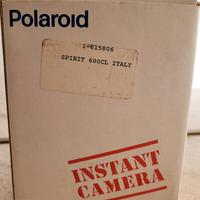 Polaroid
1-615806
SPIRIT 600CL ITALY
INSTANT
CAMERA